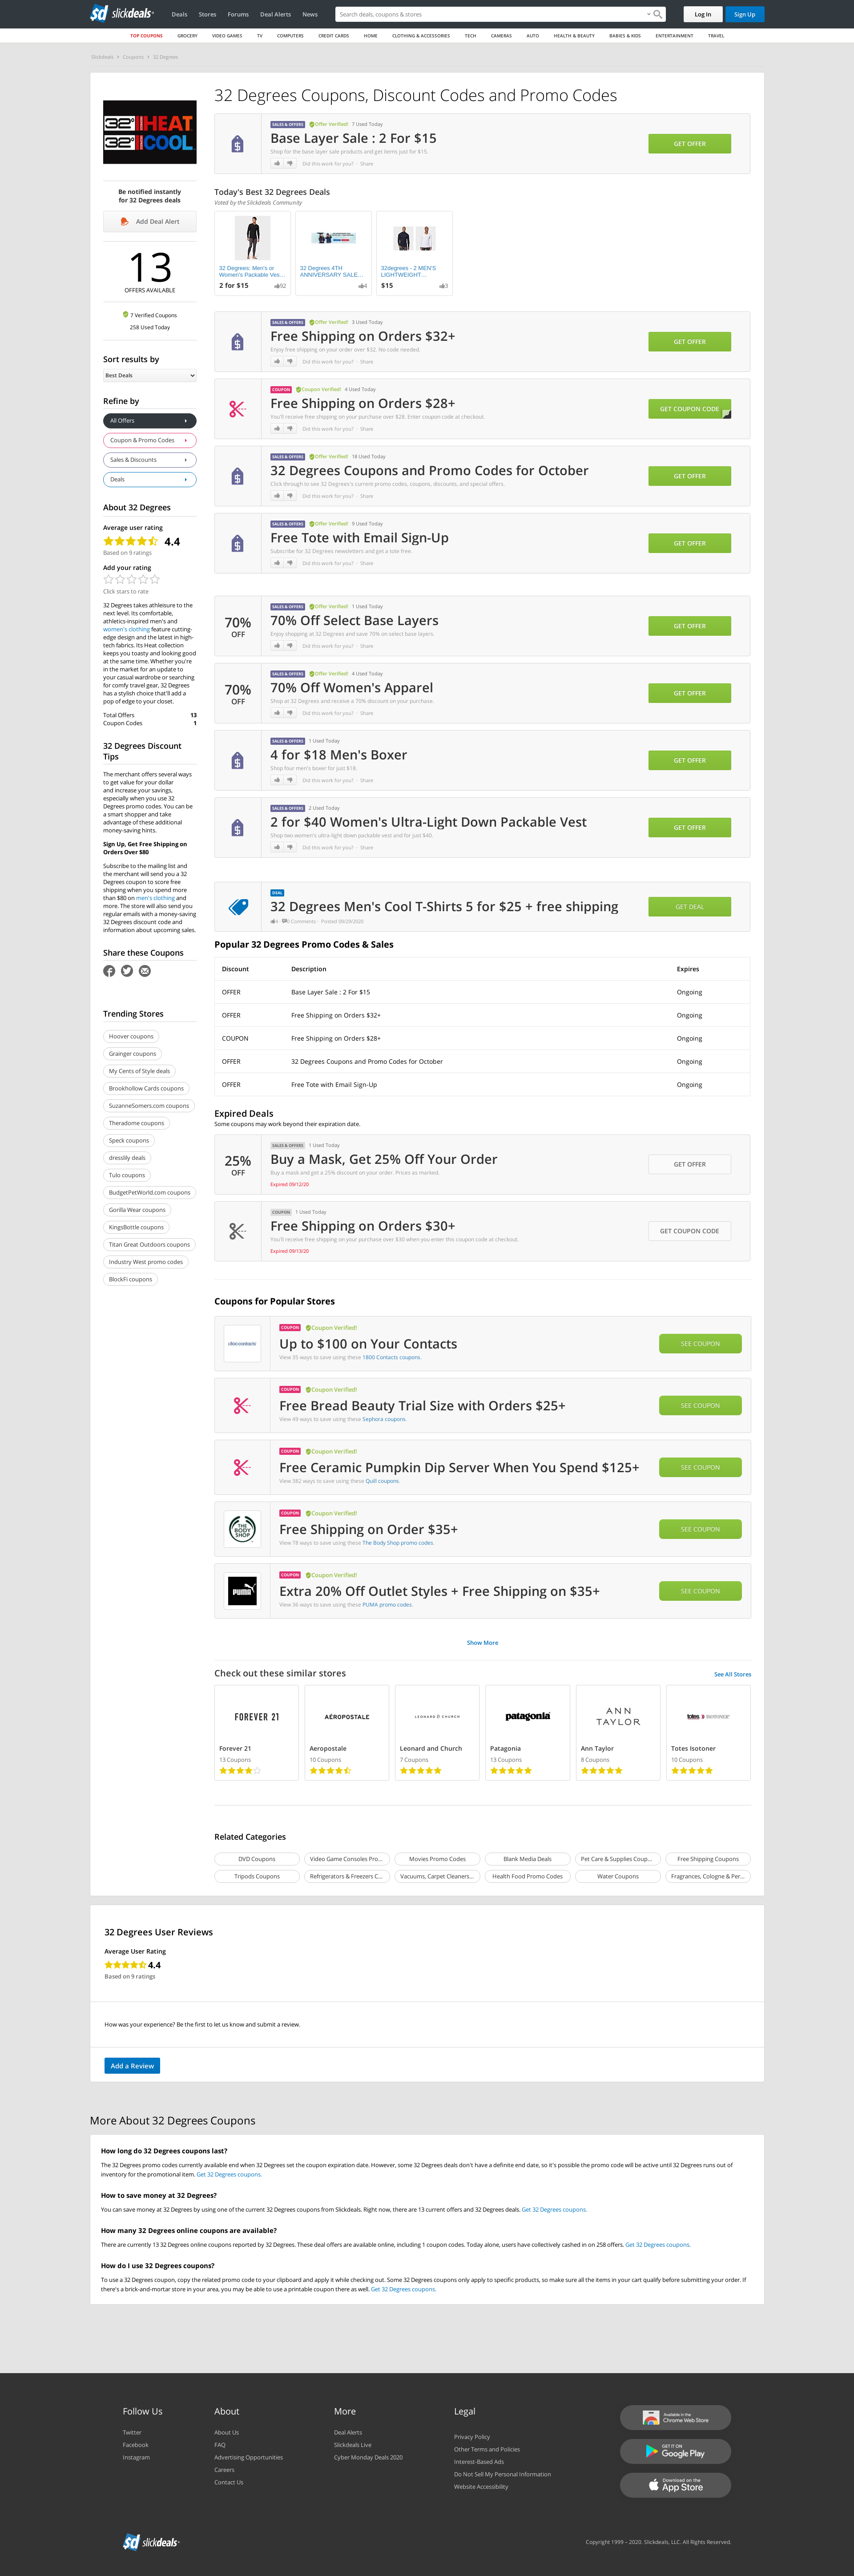 slickdeals
Deals Stores Forums Deal Alerts News
Search deals, coupons & stores
Log In
Sign Up
TOP COUPONS GROCERY VIDEO GAMES TV COMPUTERS CREDIT CARDS HOME CLOTHING & ACCESSORIES TECH CAMERAS AUTO HEALTH & BEAUTY BABIES & KIDS ENTERTAINMENT TRAVEL
Slickdeals > Coupons > 32 Degrees
32 HEAT
32 COOL
Be notified instantly
for 32 Degrees deals
Add Deal Alert
13
OFFERS AVAILABLE
7 Verified Coupons
258 Used Today
Sort results by
Best Deals
Refine by
All Offers
Coupon & Promo Codes
Sales & Discounts
Deals
About 32 Degrees
Average user rating
4.4
Based on 9 ratings
Add your rating
Click stars to rate
32 Degrees takes athleisure to the
next level. Its comfortable,
athletics-inspired men's and
women's clothing feature cutting-
edge design and the latest in high-
tech fabrics. Its Heat collection
keeps you toasty and looking good
at the same time. Whether you're
in the market for an update to
your casual wardrobe or searching
for comfy travel gear, 32 Degrees
has a stylish choice that'll add a
pop of edge to your closet.
Total Offers 13
Coupon Codes 1
32 Degrees Discount
Tips
The merchant offers several ways
to get value for your dollar
and increase your savings,
especially when you use 32
Degrees promo codes. You can be
a smart shopper and take
advantage of these additional
money-saving hints.
Sign Up, Get Free Shipping on
Orders Over $80
Subscribe to the mailing list and
the merchant will send you a 32
Degrees coupon to score free
shipping when you spend more
than $80 on men's clothing and
more. The store will also send you
regular emails with a money-saving
32 Degrees discount code and
information about upcoming sales.
Share these Coupons
Trending Stores
Hoover coupons
Grainger coupons
My Cents of Style deals
Brookhollow Cards coupons
SuzanneSomers.com coupons
Theradome coupons
Speck coupons
dresslily deals
Tulo coupons
BudgetPetWorld.com coupons
Gorilla Wear coupons
KingsBottle coupons
Titan Great Outdoors coupons
Industry West promo codes
BlockFi coupons
32 Degrees Coupons, Discount Codes and Promo Codes
SALES & OFFERS Offer Verified! 7 Used Today
Base Layer Sale : 2 For $15
Shop for the base layer sale products and get items just for $15.
Did this work for you? · Share
GET OFFER
Today's Best 32 Degrees Deals
Voted by the Slickdeals Community
32 Degrees: Men's or
Women's Packable Ves...
2 for $15 92
32 Degrees 4TH
ANNIVERSARY SALE...
4
32degrees - 2 MEN'S
LIGHTWEIGHT...
$15 3
SALES & OFFERS Offer Verified! 3 Used Today
Free Shipping on Orders $32+
Enjoy free shipping on your order over $32. No code needed.
Did this work for you? · Share
GET OFFER
COUPON Coupon Verified! 4 Used Today
Free Shipping on Orders $28+
You'll receive free shipping on your purchase over $28. Enter coupon code at checkout.
Did this work for you? · Share
GET COUPON CODE
SALES & OFFERS Offer Verified! 18 Used Today
32 Degrees Coupons and Promo Codes for October
Click through to see 32 Degrees's current promo codes, coupons, discounts, and special offers.
Did this work for you? · Share
GET OFFER
SALES & OFFERS Offer Verified! 9 Used Today
Free Tote with Email Sign-Up
Subscribe for 32 Degrees newsletters and get a tote free.
Did this work for you? · Share
GET OFFER
70%
OFF
SALES & OFFERS Offer Verified! 1 Used Today
70% Off Select Base Layers
Enjoy shopping at 32 Degrees and save 70% on select base layers.
Did this work for you? · Share
GET OFFER
70%
OFF
SALES & OFFERS Offer Verified! 4 Used Today
70% Off Women's Apparel
Shop at 32 Degrees and receive a 70% discount on your purchase.
Did this work for you? · Share
GET OFFER
SALES & OFFERS 1 Used Today
4 for $18 Men's Boxer
Shop four men's boxer for just $18.
Did this work for you? · Share
GET OFFER
SALES & OFFERS 2 Used Today
2 for $40 Women's Ultra-Light Down Packable Vest
Shop two women's ultra-light down packable vest and for just $40.
Did this work for you? · Share
GET OFFER
DEAL
32 Degrees Men's Cool T-Shirts 5 for $25 + free shipping
Comments · Posted 09/29/2020
GET DEAL
Popular 32 Degrees Promo Codes & Sales
Discount Description Expires
OFFER Base Layer Sale : 2 For $15 Ongoing
OFFER Free Shipping on Orders $32+ Ongoing
COUPON Free Shipping on Orders $28+ Ongoing
OFFER 32 Degrees Coupons and Promo Codes for October Ongoing
OFFER Free Tote with Email Sign-Up Ongoing
Expired Deals
Some coupons may work beyond their expiration date.
25%
OFF
SALES & OFFERS 1 Used Today
Buy a Mask, Get 25% Off Your Order
Buy a mask and get a 25% discount on your order. Prices as marked.
Expired 09/12/20
GET OFFER
COUPON 1 Used Today
Free Shipping on Orders $30+
You'll receive free shipping on your purchase over $30 when you enter this coupon code at checkout.
Expired 09/13/20
GET COUPON CODE
Coupons for Popular Stores
COUPON Coupon Verified!
Up to $100 on Your Contacts
View 35 ways to save using these 1800 Contacts coupons.
SEE COUPON
COUPON Coupon Verified!
Free Bread Beauty Trial Size with Orders $25+
View 49 ways to save using these Sephora coupons.
SEE COUPON
COUPON Coupon Verified!
Free Ceramic Pumpkin Dip Server When You Spend $125+
View 382 ways to save using these Quill coupons.
SEE COUPON
THE BODY SHOP
COUPON Coupon Verified!
Free Shipping on Order $35+
View 78 ways to save using these The Body Shop promo codes.
SEE COUPON
PUMA
COUPON Coupon Verified!
Extra 20% Off Outlet Styles + Free Shipping on $35+
View 36 ways to save using these PUMA promo codes.
SEE COUPON
Show More
Check out these similar stores
See All Stores
FOREVER 21 AÉROPOSTALE LEONARD & CHURCH patagonia ANN TAYLOR totes ISOTONER
Forever 21 Aeropostale Leonard and Church Patagonia Ann Taylor Totes Isotoner
13 Coupons 10 Coupons 7 Coupons 13 Coupons 8 Coupons 10 Coupons
Related Categories
DVD Coupons Video Game Consoles Pro... Movies Promo Codes Blank Media Deals Pet Care & Supplies Coup... Free Shipping Coupons
Tripods Coupons Refrigerators & Freezers C... Vacuums, Carpet Cleaners... Health Food Promo Codes Water Coupons Fragrances, Cologne & Per...
32 Degrees User Reviews
Average User Rating
4.4
Based on 9 ratings
How was your experience? Be the first to let us know and submit a review.
Add a Review
More About 32 Degrees Coupons
How long do 32 Degrees coupons last?
The 32 Degrees promo codes currently available end when 32 Degrees set the coupon expiration date. However, some 32 Degrees deals don't have a definite end date, so it's possible the promo code will be active until 32 Degrees runs out of
inventory for the promotional item. Get 32 Degrees coupons.
How to save money at 32 Degrees?
You can save money at 32 Degrees by using one of the current 32 Degrees coupons from Slickdeals. Right now, there are 13 current offers and 32 Degrees deals. Get 32 Degrees coupons.
How many 32 Degrees online coupons are available?
There are currently 13 32 Degrees online coupons reported by 32 Degrees. These deal offers are available online, including 1 coupon codes. Today alone, users have collectively cashed in on 258 offers. Get 32 Degrees coupons.
How do I use 32 Degrees coupons?
To use a 32 Degrees coupon, copy the related promo code to your clipboard and apply it while checking out. Some 32 Degrees coupons only apply to specific products, so make sure all the items in your cart qualify before submitting your order. If
there's a brick-and-mortar store in your area, you may be able to use a printable coupon there as well. Get 32 Degrees coupons.
Follow Us
Twitter
Facebook
Instagram
About
About Us
FAQ
Advertising Opportunities
Careers
Contact Us
More
Deal Alerts
Slickdeals Live
Cyber Monday Deals 2020
Legal
Privacy Policy
Other Terms and Policies
Interest-Based Ads
Do Not Sell My Personal Information
Website Accessibility
Available in the
Chrome Web Store
GET IT ON
Google Play
Download on the
App Store
slickdeals
Copyright 1999 – 2020. Slickdeals, LLC. All Rights Reserved.